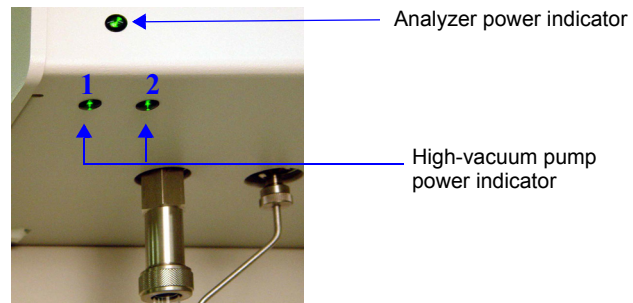 Analyzer power indicator
1 2
High-vacuum pump
power indicator